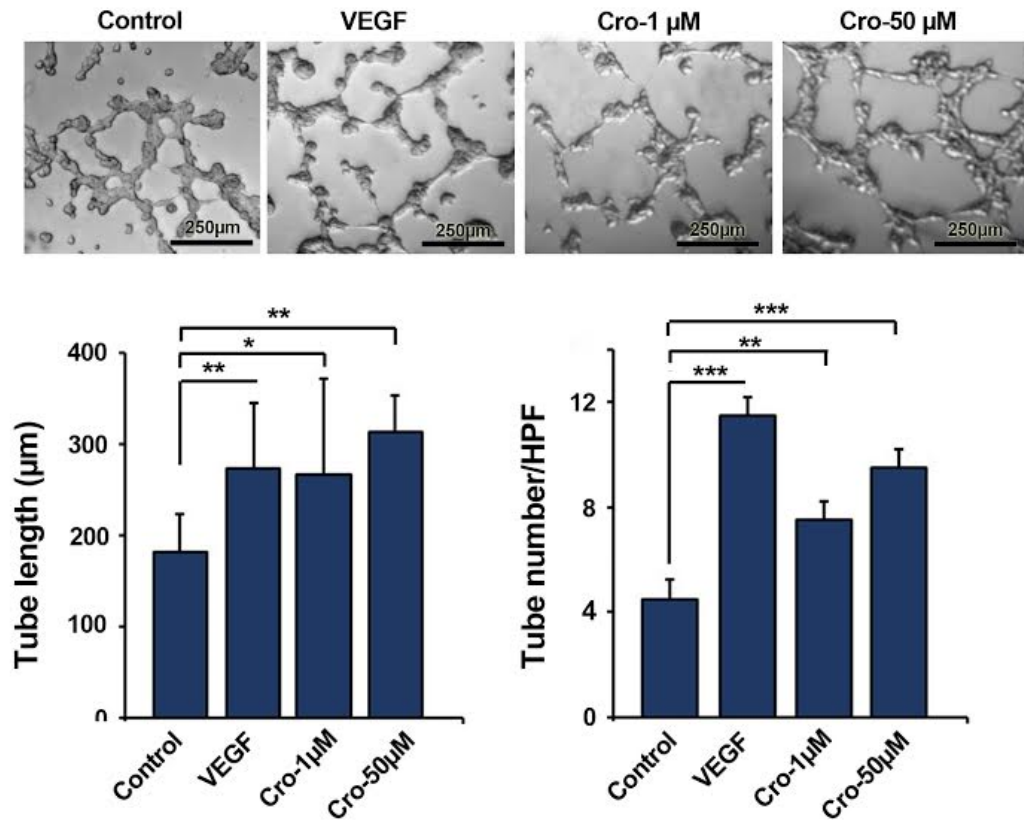 Control VEGF Cro-1 µM Cro-50 µM
250µm 250µm 250µm 250µm
** 
* 
** 
400
300
200
100
0
Tube length (µm)
Control VEGF Cro-1µM Cro-50µM
***
**
***
12
8
4
0
Tube number/HPF
Control VEGF Cro-1µM Cro-50µM